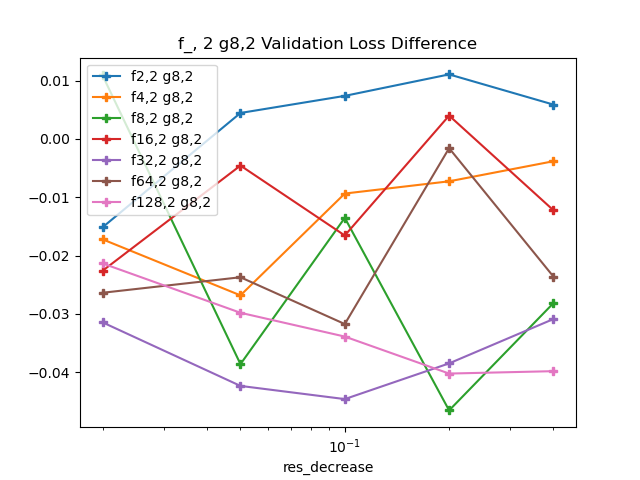 f_, 2 g8,2 Validation Loss Difference
f2,2 g8,2
f4,2 g8,2
f8,2 g8,2
f16,2 g8,2
f32,2 g8,2
f64,2 g8,2
f128,2 g8,2
0.01
0.00
−0.01
−0.02
−0.03
−0.04
10⁻¹
res_decrease